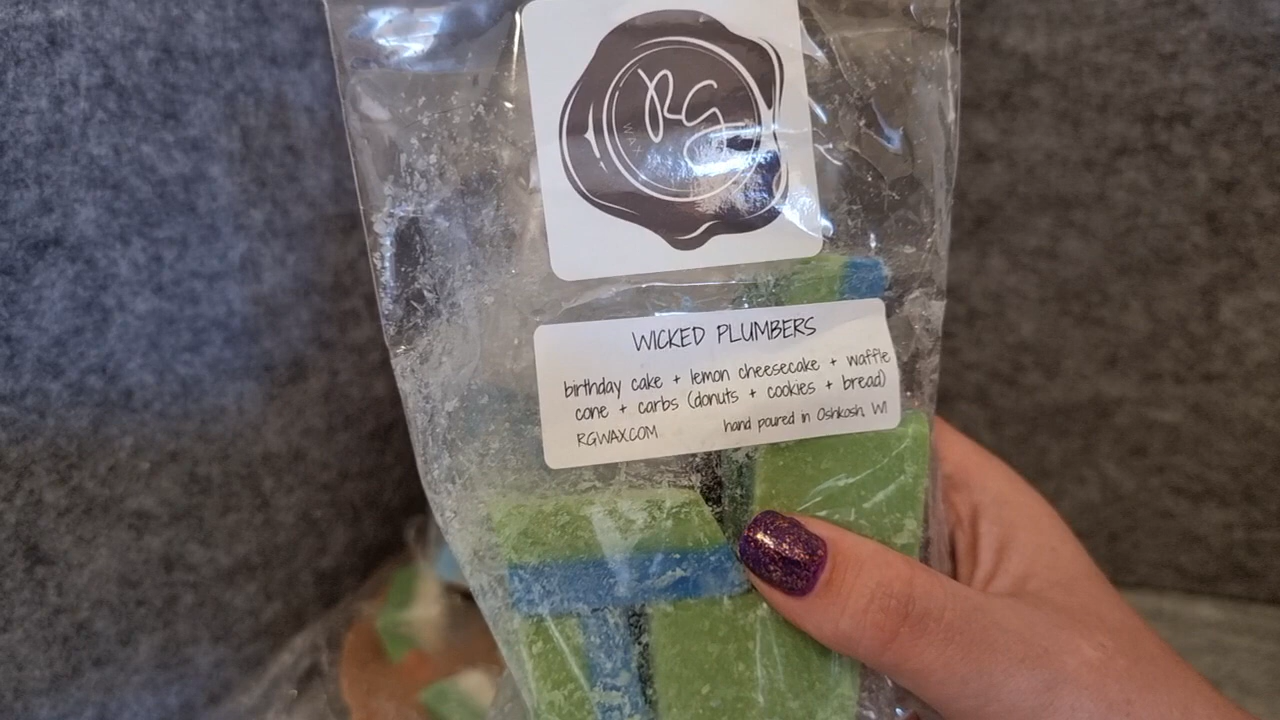 RG
WICKED PLUMBERS
birthday cake + lemon cheesecake + waffle
cone + carbs (donuts + cookies + bread)
RGWAX.COM hand poured in Oshkosh, WI